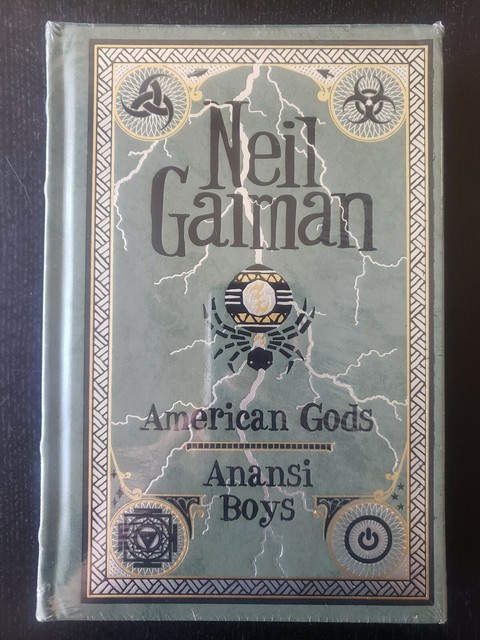 Neil
Gaiman
American Gods
Anansi
Boys